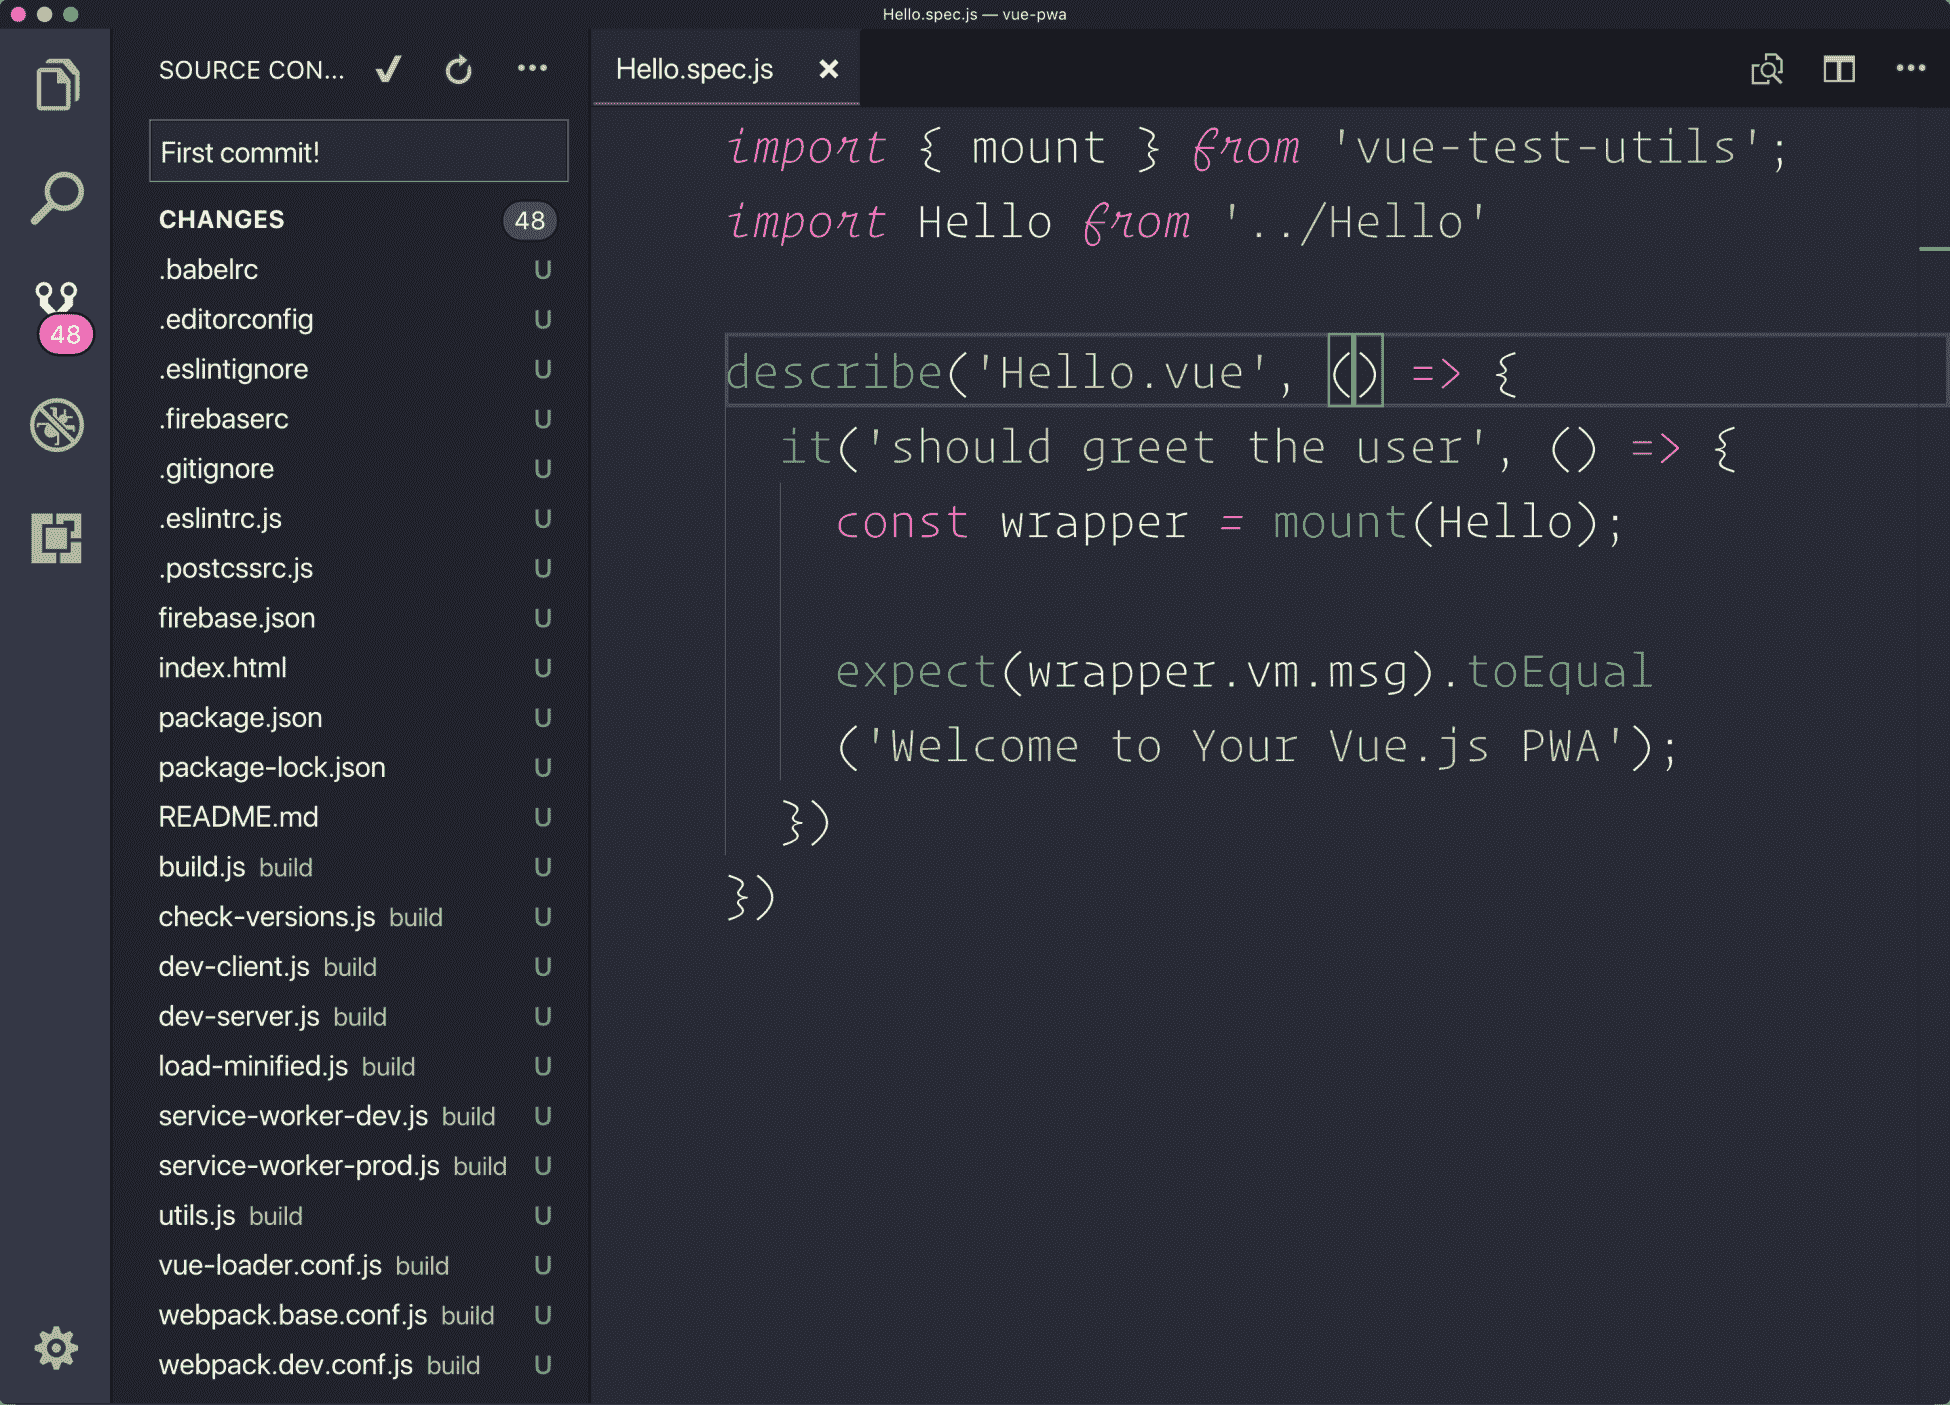 Hello.spec.js — vue-pwa
SOURCE CON...
First commit!
CHANGES 48
.babelrc U
.editorconfig U
.eslintignore U
.firebaserc U
.gitignore U
.eslintrc.js U
.postcssrc.js U
firebase.json U
index.html U
package.json U
package-lock.json U
README.md U
build.js build U
check-versions.js build U
dev-client.js build U
dev-server.js build U
load-minified.js build U
service-worker-dev.js build U
service-worker-prod.js build U
utils.js build U
vue-loader.conf.js build U
webpack.base.conf.js build U
webpack.dev.conf.js build U
48
Hello.spec.js
import { mount } from 'vue-test-utils';
import Hello from '../Hello'
describe('Hello.vue', () => {
it('should greet the user', () => {
const wrapper = mount(Hello);
expect(wrapper.vm.msg).toEqual
('Welcome to Your Vue.js PWA');
})
})